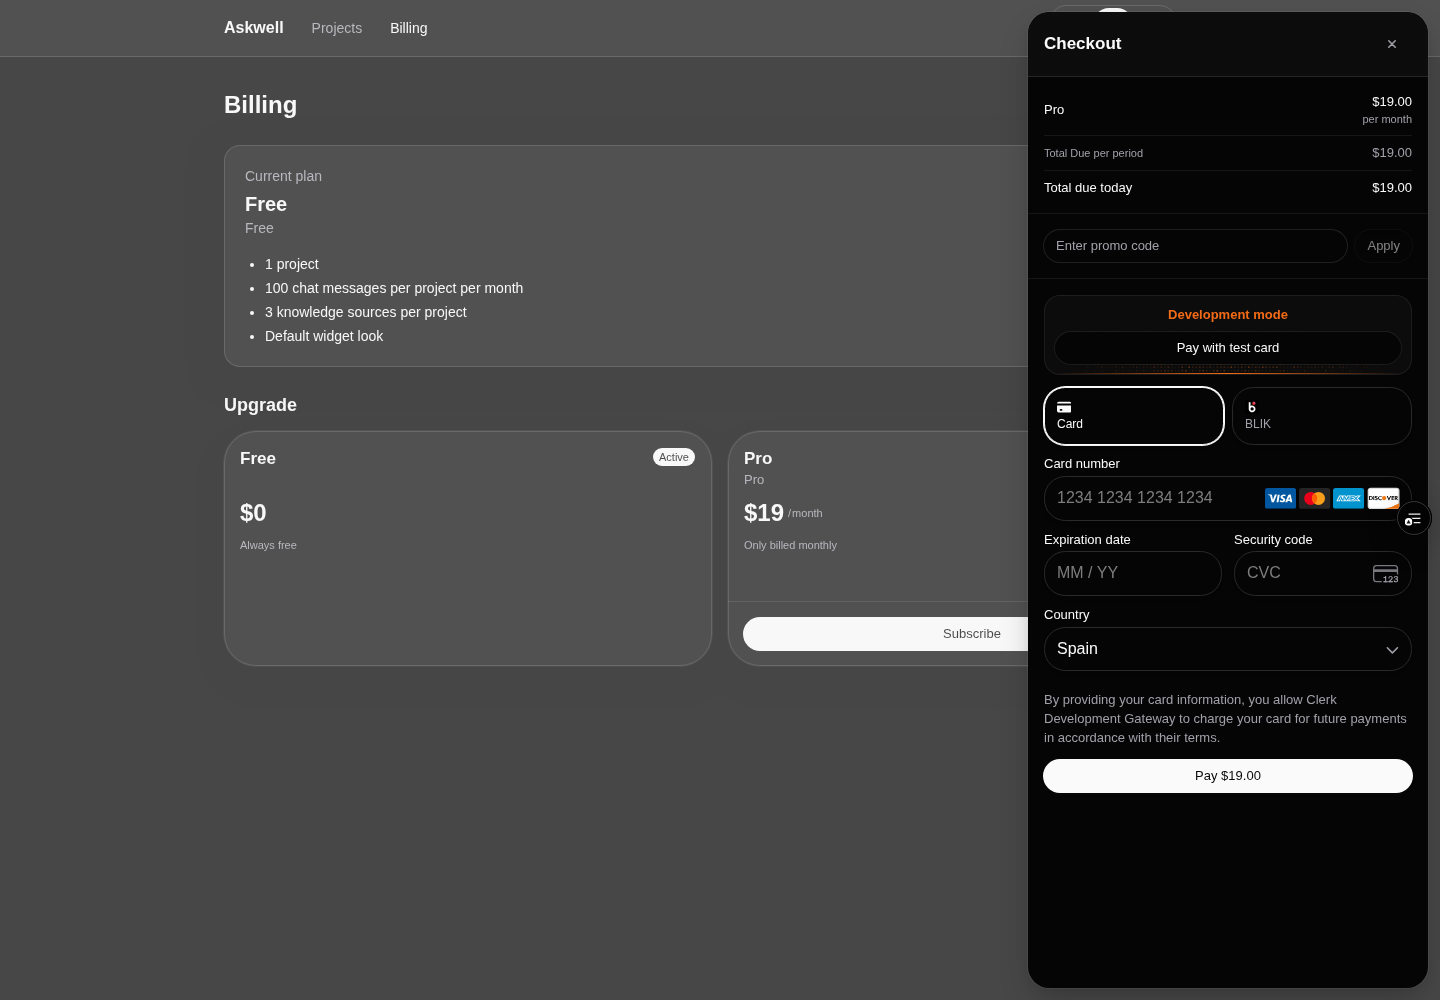 Askwell Projects Billing
Billing
Current plan
Free
Free
1 project
100 chat messages per project per month
3 knowledge sources per project
Default widget look
Upgrade
Free Active
$0
Always free
Pro
Pro
$19 /month
Only billed monthly
Subscribe
Checkout
Pro $19.00
per month
Total Due per period $19.00
Total due today $19.00
Enter promo code Apply
Development mode
Pay with test card
Card
BLIK
Card number
1234 1234 1234 1234 VISA AMEX DISCOVER
Expiration date Security code
MM / YY CVC 123
Country
Spain
By providing your card information, you allow Clerk
Development Gateway to charge your card for future payments
in accordance with their terms.
Pay $19.00